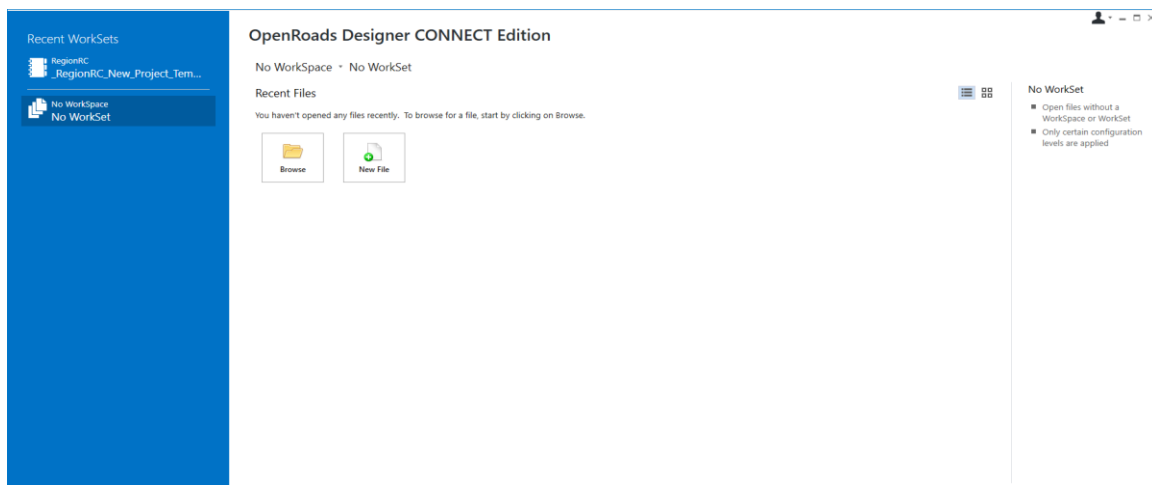 Recent WorkSets
RegionRC
_RegionRC_New_Project_Tem...
No WorkSpace
No WorkSet
OpenRoads Designer CONNECT Edition
No WorkSpace No WorkSet
Recent Files
You haven't opened any files recently. To browse for a file, start by clicking on Browse.
Browse
New File
No WorkSet
Open files without a
WorkSpace or WorkSet
Only certain configuration
levels are applied